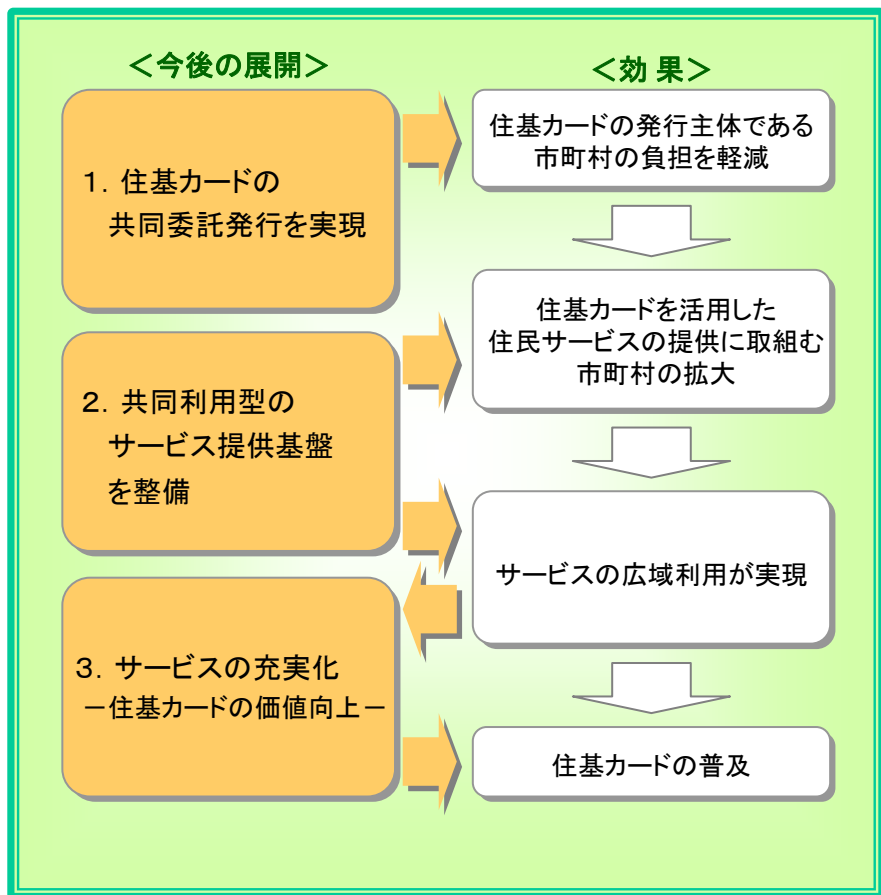 ＜今後の展開＞
＜効 果＞
1．住基カードの
共同委託発行を実現
住基カードの発行主体である
市町村の負担を軽減
住基カードを活用した
住民サービスの提供に取組む
市町村の拡大
2．共同利用型の
サービス提供基盤
を整備
サービスの広域利用が実現
3．サービスの充実化
－住基カードの価値向上－
住基カードの普及